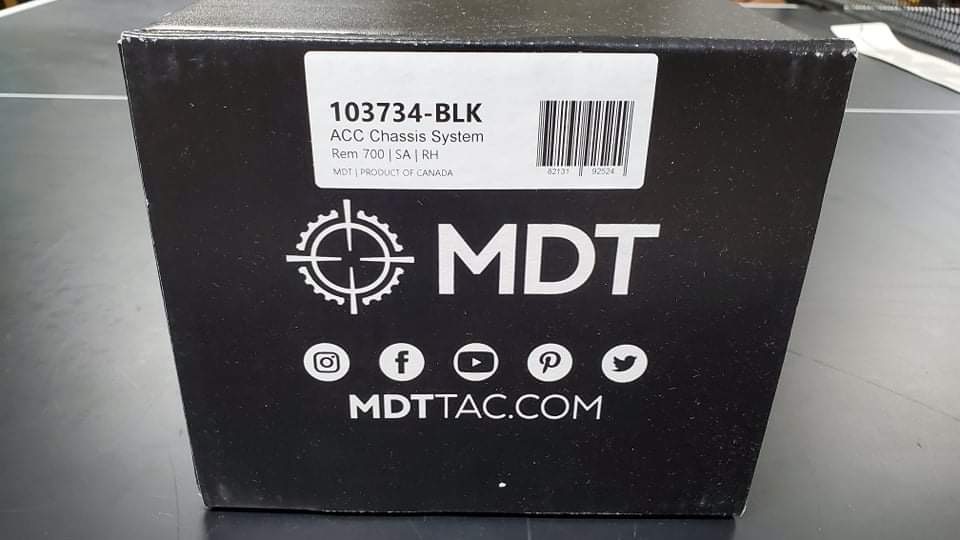 103734-BLK
ACC Chassis System
Rem 700 | SA | RH
MDT | PRODUCT OF CANADA
82131 92524
MDT
MDTTAC.COM